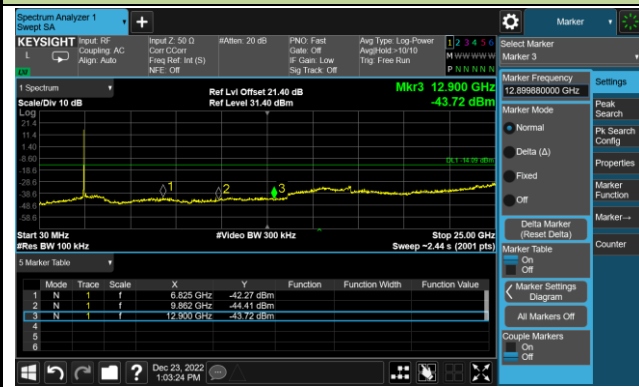 Spectrum Analyzer 1
Swept SA
+
Marker
KEYSIGHT
L
Input: RF
Coupling: AC
Align: Auto
Input Z: 50 Ω
Corr CCorr
Freq Ref: Int (S)
NFE: Off
#Atten: 20 dB
PNO: Fast
Gate: Off
IF Gain: Low
Sig Track: Off
Avg Type: Log-Power
Avg|Hold:>10/10
Trig: Free Run
1 2 3 4 5 6
M W W W W W
P N N N N N
Select Marker
Marker 3
1 Spectrum
Scale/Div 10 dB
Log
Ref Lvl Offset 21.40 dB
Ref Level 31.40 dBm
Mkr3 12.900 GHz
-43.72 dBm
21.4
11.4
1.40
-8.60
-18.6
-28.6
-38.6
-48.6
-58.6
DL1 -14.09 dBm
1
2
3
Start 30 MHz
#Res BW 100 kHz
#Video BW 300 kHz
Stop 25.00 GHz
Sweep ~2.44 s (2001 pts)
5 Marker Table
Mode Trace Scale X Y Function Function Width Function Value
1 N 1 f 6.825 GHz -42.27 dBm
2 N 1 f 9.862 GHz -44.41 dBm
3 N 1 f 12.900 GHz -43.72 dBm
4
5
6
Marker Frequency
12.899880000 GHz
Marker Mode
Normal
Delta (Δ)
Fixed
Off
Delta Marker
(Reset Delta)
Marker Table
On
Off
Marker Settings
Diagram
All Markers Off
Couple Markers
On
Off
Settings
Peak
Search
Pk Search
Config
Properties
Marker
Function
Marker→
Counter
?
Dec 23, 2022
1:03:24 PM